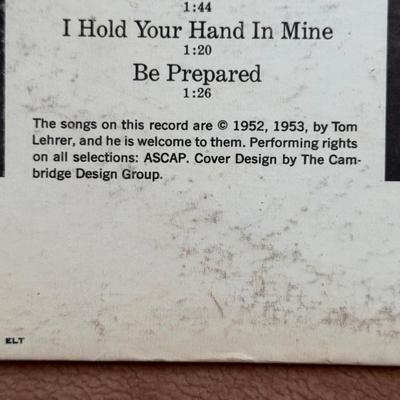 1:44
I Hold Your Hand In Mine
1:20
Be Prepared
1:26
The songs on this record are © 1952, 1953, by Tom
Lehrer, and he is welcome to them. Performing rights
on all selections: ASCAP. Cover Design by The Cam-
bridge Design Group.
ELT